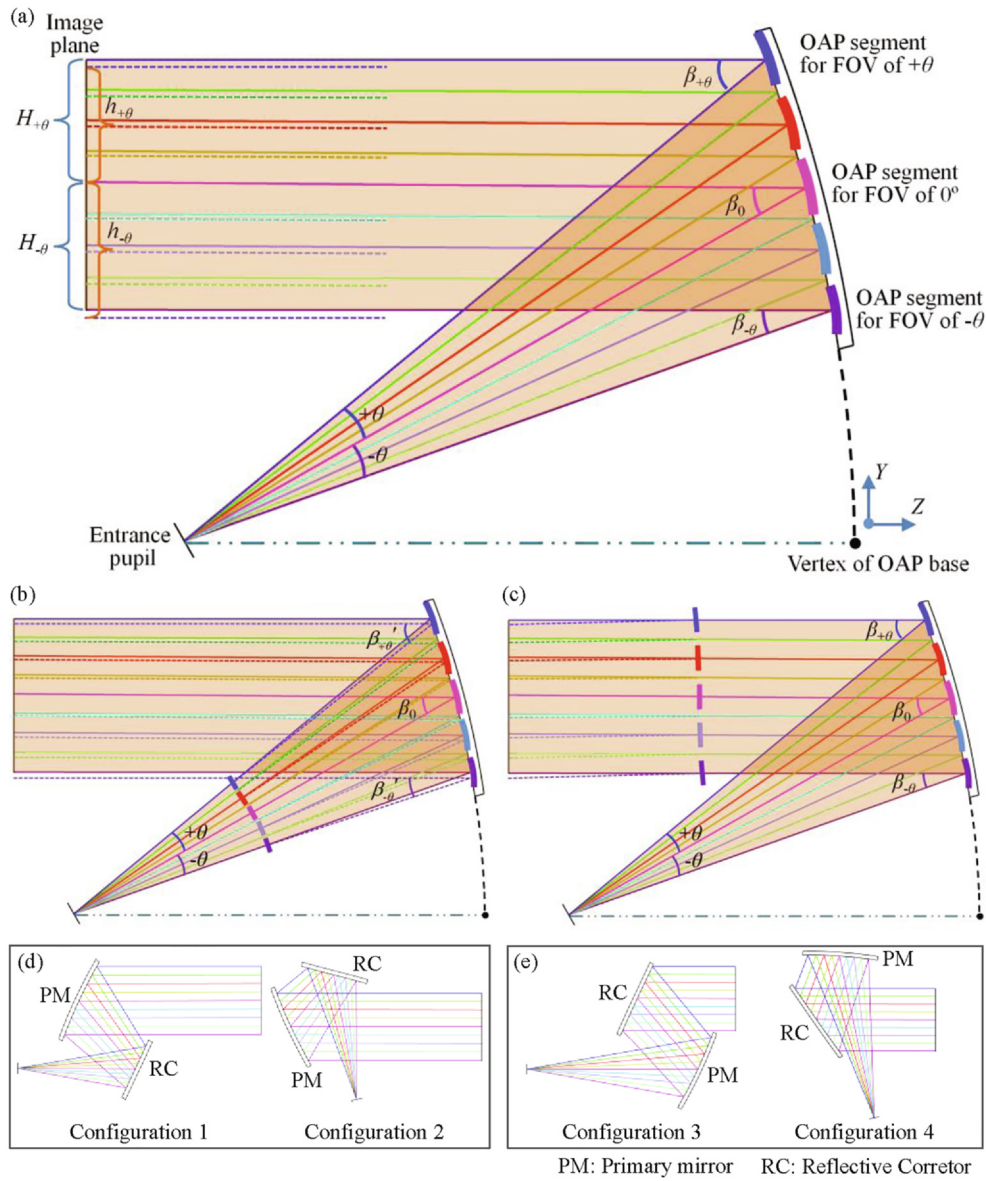 (a)
Image
plane
H+θ
h+θ
H-θ
h-θ
β+θ
OAP segment
for FOV of +θ
OAP segment
for FOV of 0º
β0
OAP segment
for FOV of -θ
β-θ
+θ
-θ
Entrance
pupil
Y
Z
Vertex of OAP base
(b)
β+θ′
β0
β-θ′
+θ
-θ
(c)
β+θ
β0
β-θ
+θ
-θ
(d)
PM
RC
Configuration 1
RC
PM
Configuration 2
(e)
RC
PM
Configuration 3
PM
RC
Configuration 4
PM: Primary mirror RC: Reflective Corretor